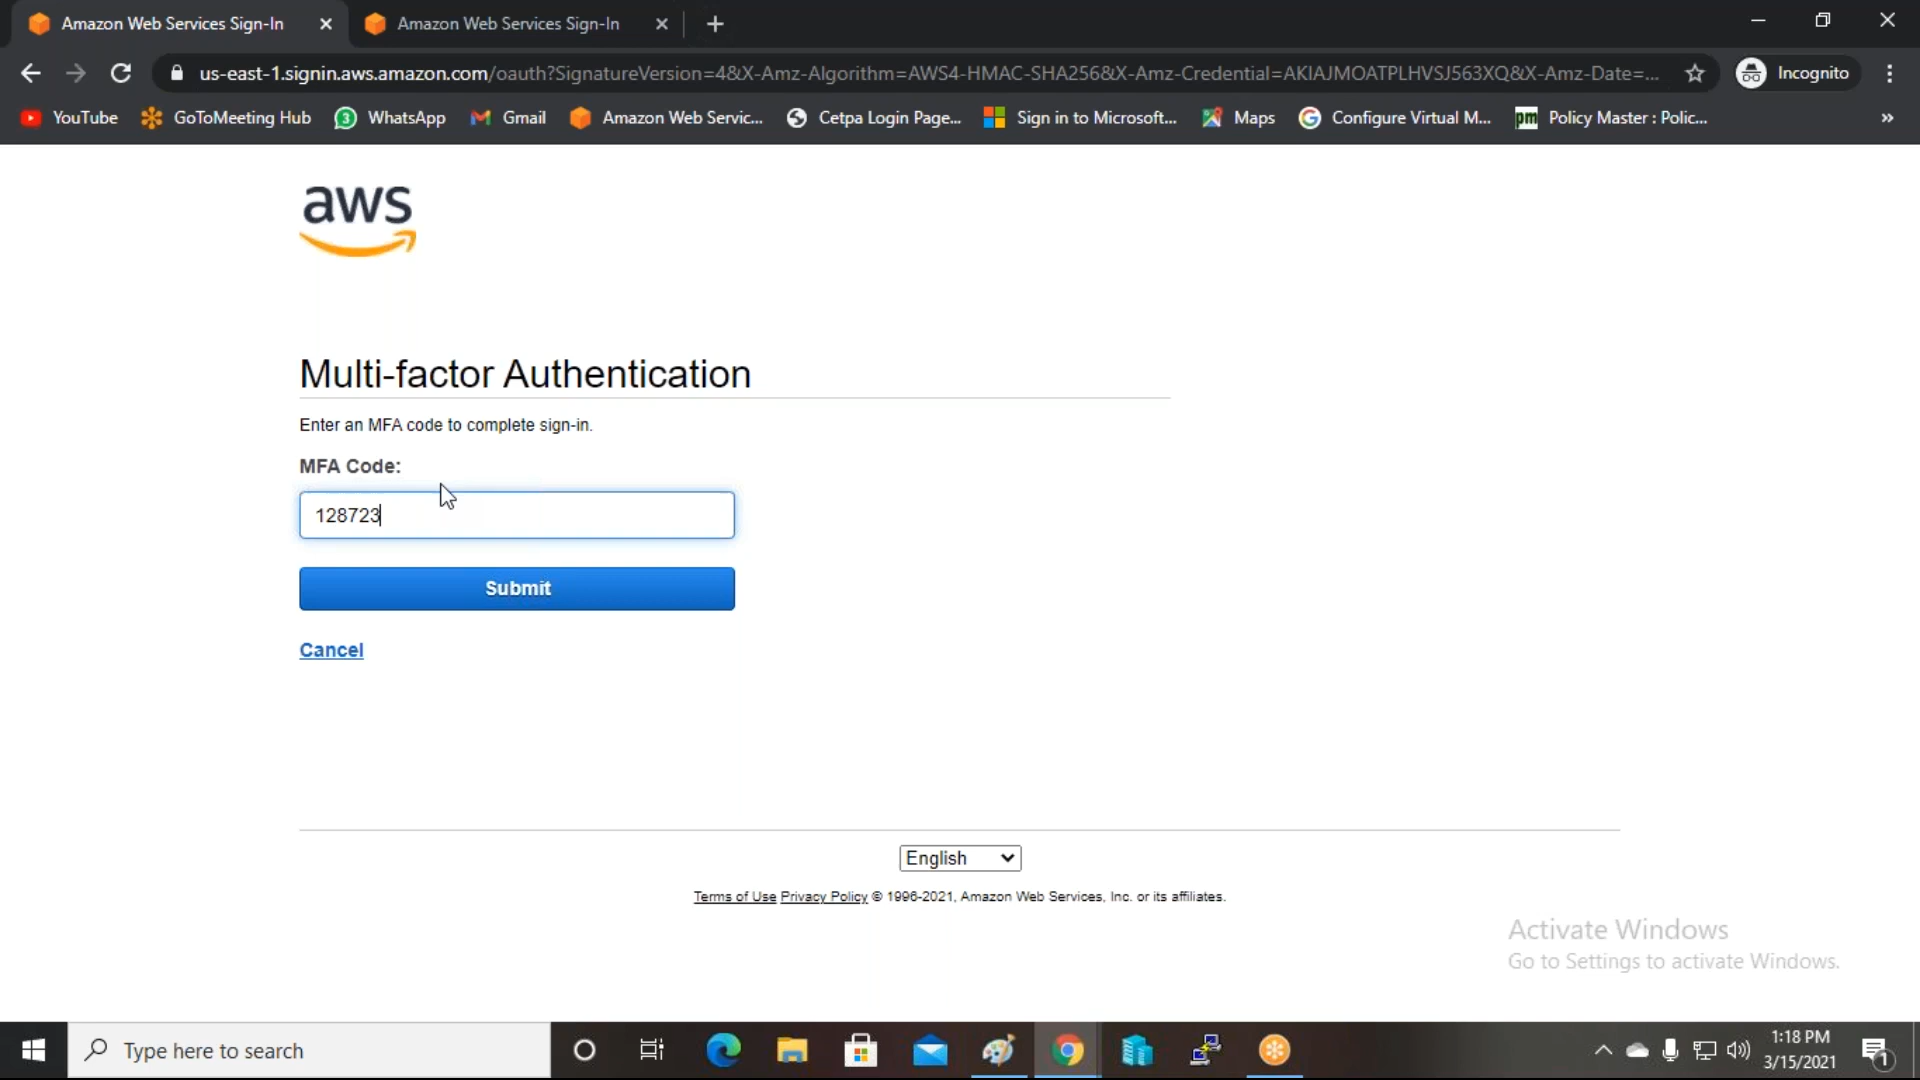 Amazon Web Services Sign-In
Amazon Web Services Sign-In
us-east-1.signin.aws.amazon.com/oauth?SignatureVersion=4&X-Amz-Algorithm=AWS4-HMAC-SHA256&X-Amz-Credential=AKIAJMOATPLHVSJ563XQ&X-Amz-Date=...
Incognito
YouTube
GoToMeeting Hub
3
WhatsApp
Gmail
Amazon Web Servic...
Cetpa Login Page...
Sign in to Microsoft...
Maps
Configure Virtual M...
pm
Policy Master : Polic...
»
aws
Multi-factor Authentication
Enter an MFA code to complete sign-in.
MFA Code:
128723
Submit
Cancel
English
Terms of Use Privacy Policy © 1996-2021, Amazon Web Services, Inc. or its affiliates.
Activate Windows
Go to Settings to activate Windows.
Type here to search
1:18 PM
3/15/2021
1